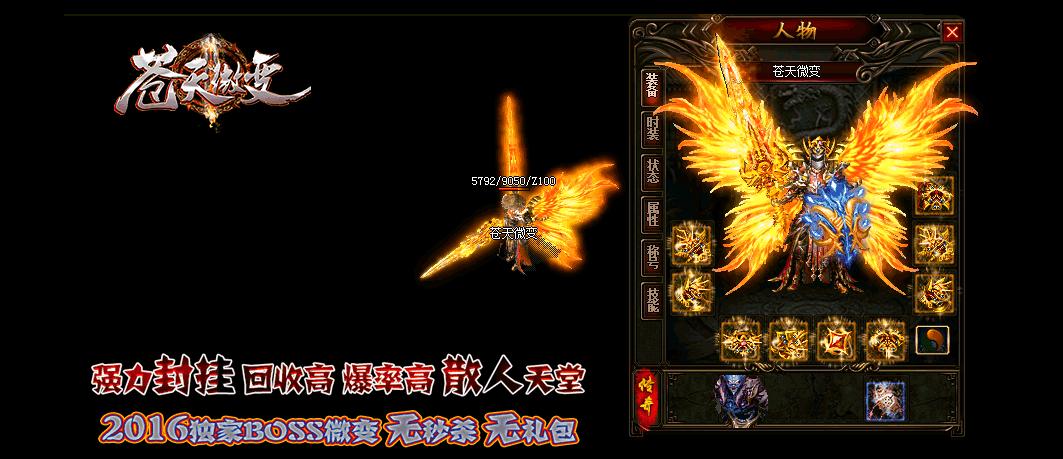 苍天微变
5792/9050/Z100
苍天微变
强力封挂 回收高 爆率高 散人天堂
2016独家BOSS微变 无秒杀 无礼包
人物
苍天微变
装备
时装
状态
属性
称号
技能
传奇